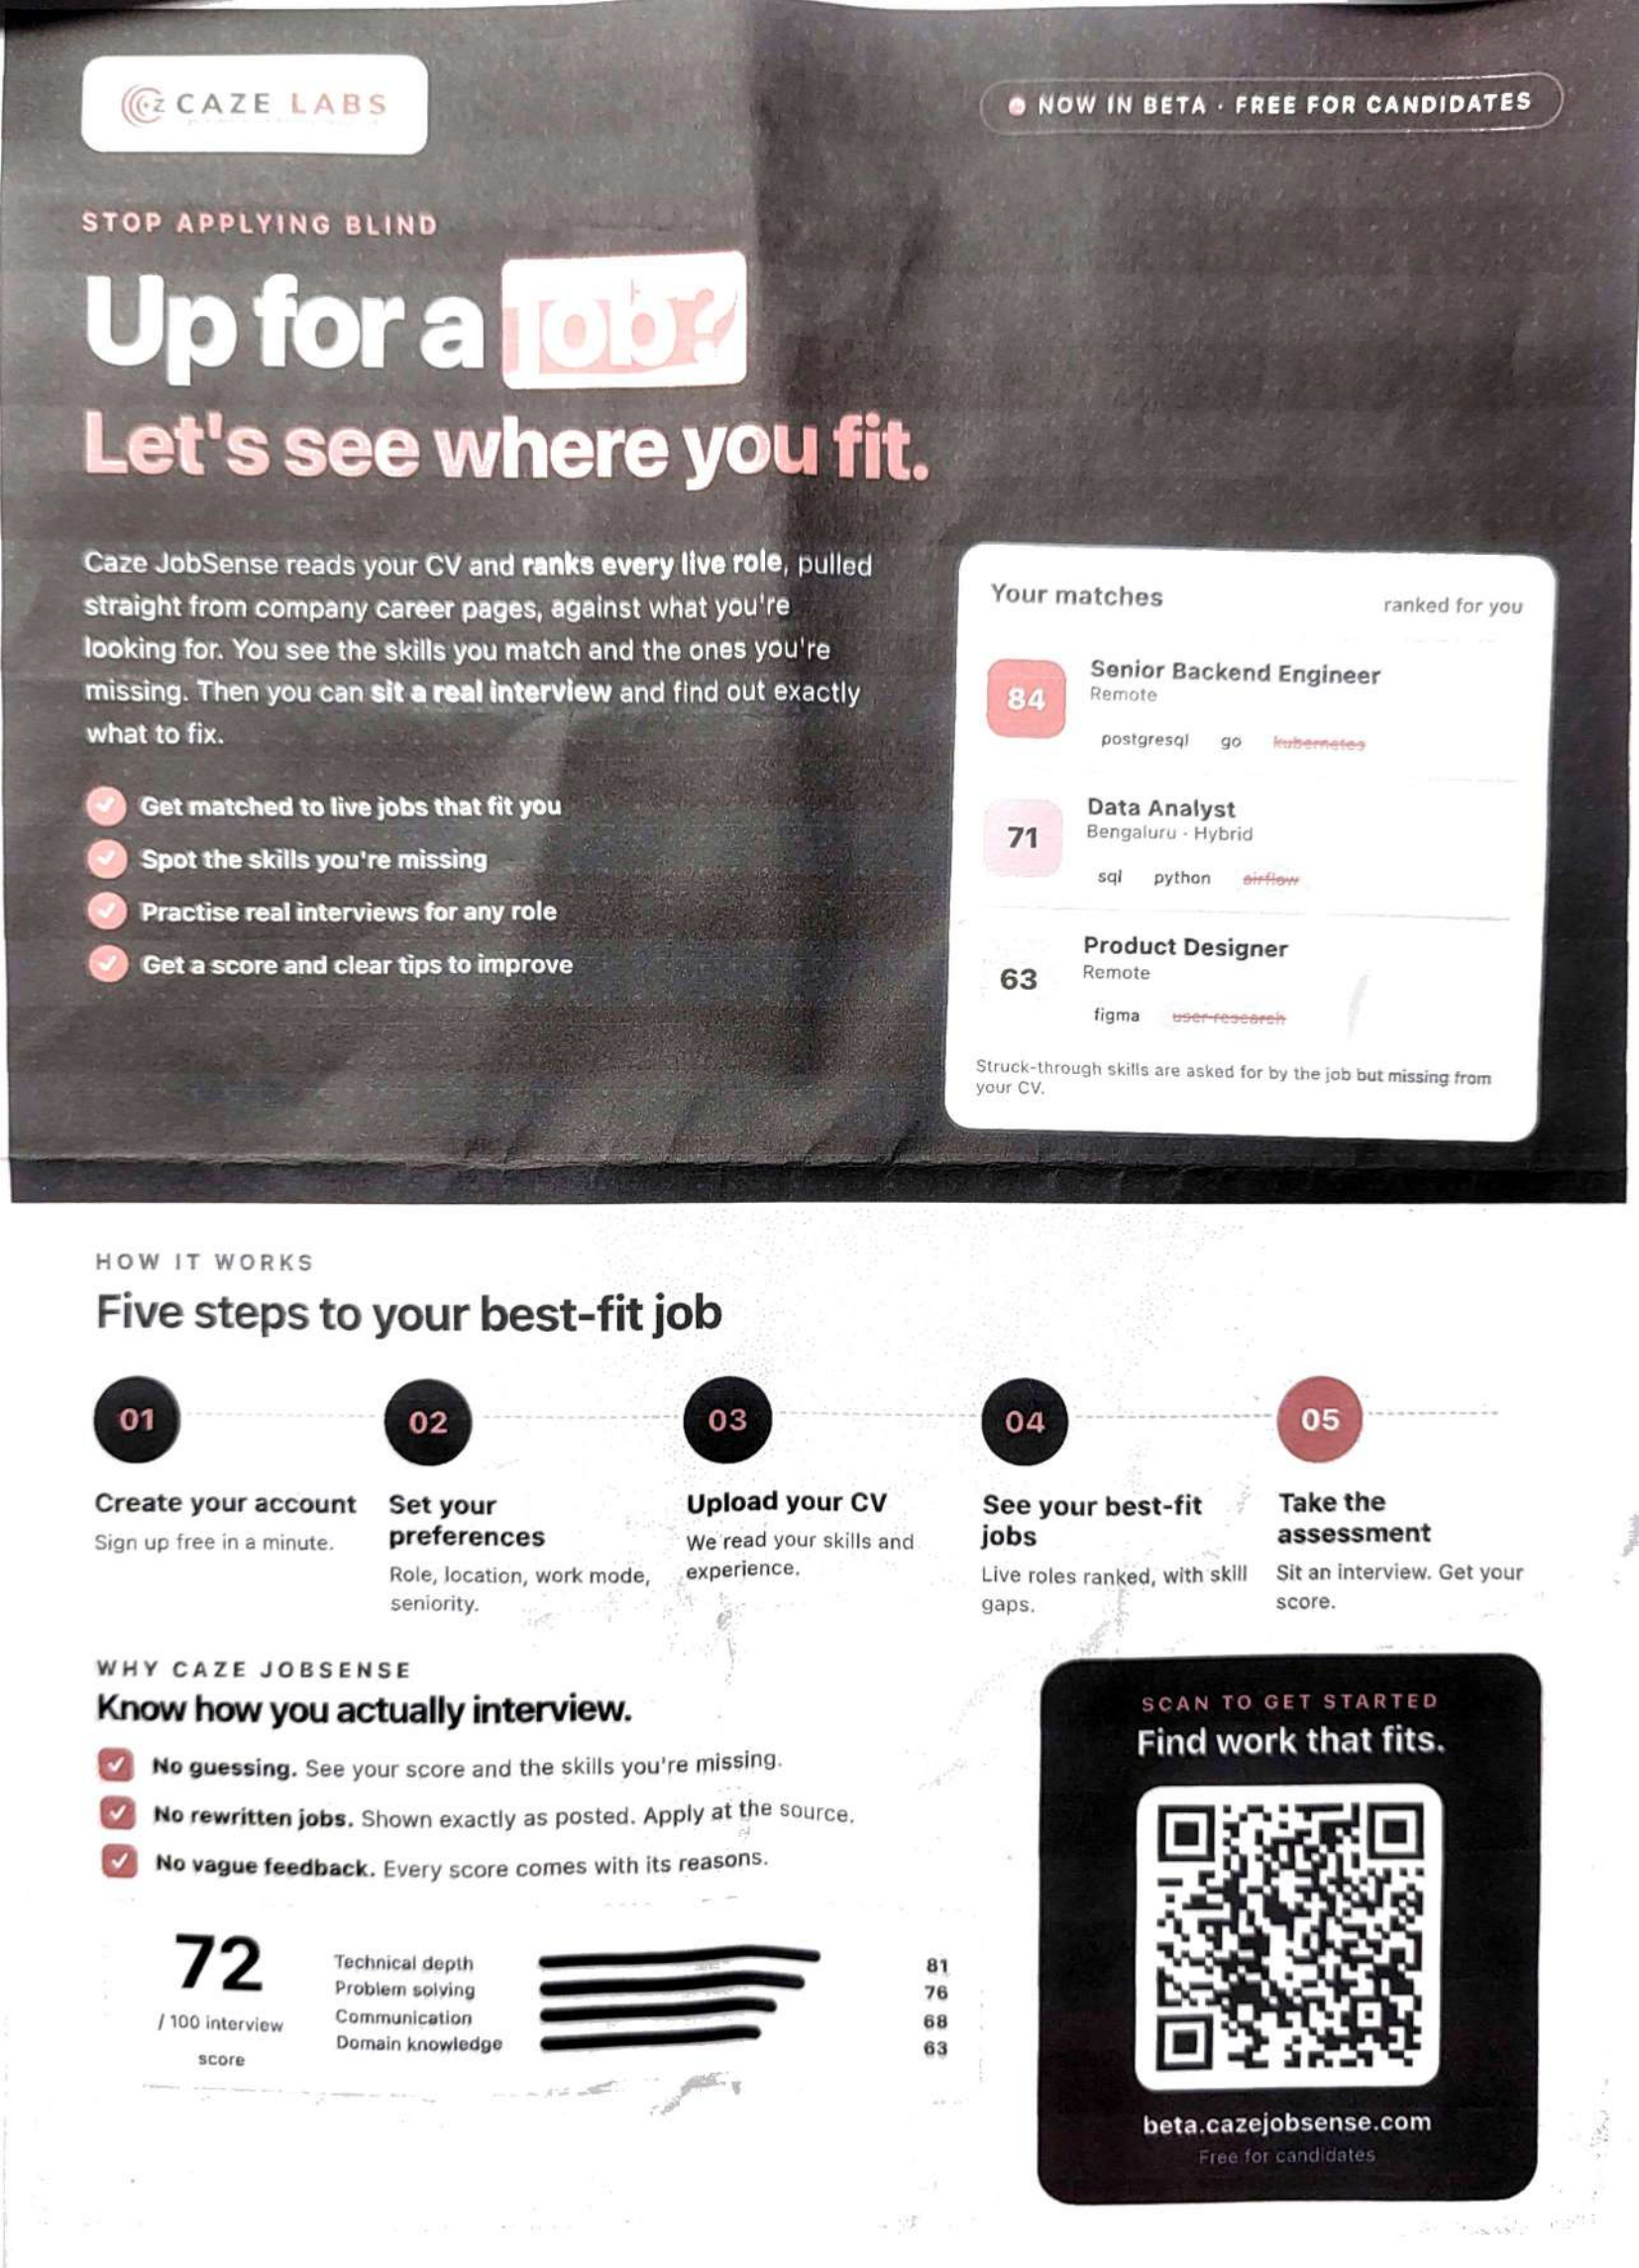 CAZE LABS
NOW IN BETA · FREE FOR CANDIDATES
STOP APPLYING BLIND
Up for a Job?
Let's see where you fit.
Caze JobSense reads your CV and ranks every live role, pulled
straight from company career pages, against what you're
looking for. You see the skills you match and the ones you're
missing. Then you can sit a real interview and find out exactly
what to fix.
Get matched to live jobs that fit you
Spot the skills you're missing
Practise real interviews for any role
Get a score and clear tips to improve
Your matches ranked for you
84 Senior Backend Engineer
Remote
postgresql go kubernetes
71 Data Analyst
Bengaluru · Hybrid
sql python airflow
63 Product Designer
Remote
figma user-research
Struck-through skills are asked for by the job but missing from
your CV.
HOW IT WORKS
Five steps to your best-fit job
01
Create your account
Sign up free in a minute.
02
Set your
preferences
Role, location, work mode,
seniority.
03
Upload your CV
We read your skills and
experience.
04
See your best-fit
jobs
Live roles ranked, with skill
gaps.
05
Take the
assessment
Sit an interview. Get your
score.
WHY CAZE JOBSENSE
Know how you actually interview.
No guessing. See your score and the skills you're missing.
No rewritten jobs. Shown exactly as posted. Apply at the source.
No vague feedback. Every score comes with its reasons.
72
/ 100 interview
score
Technical depth 81
Problem solving 76
Communication 68
Domain knowledge 63
SCAN TO GET STARTED
Find work that fits.
beta.cazejobsense.com
Free for candidates